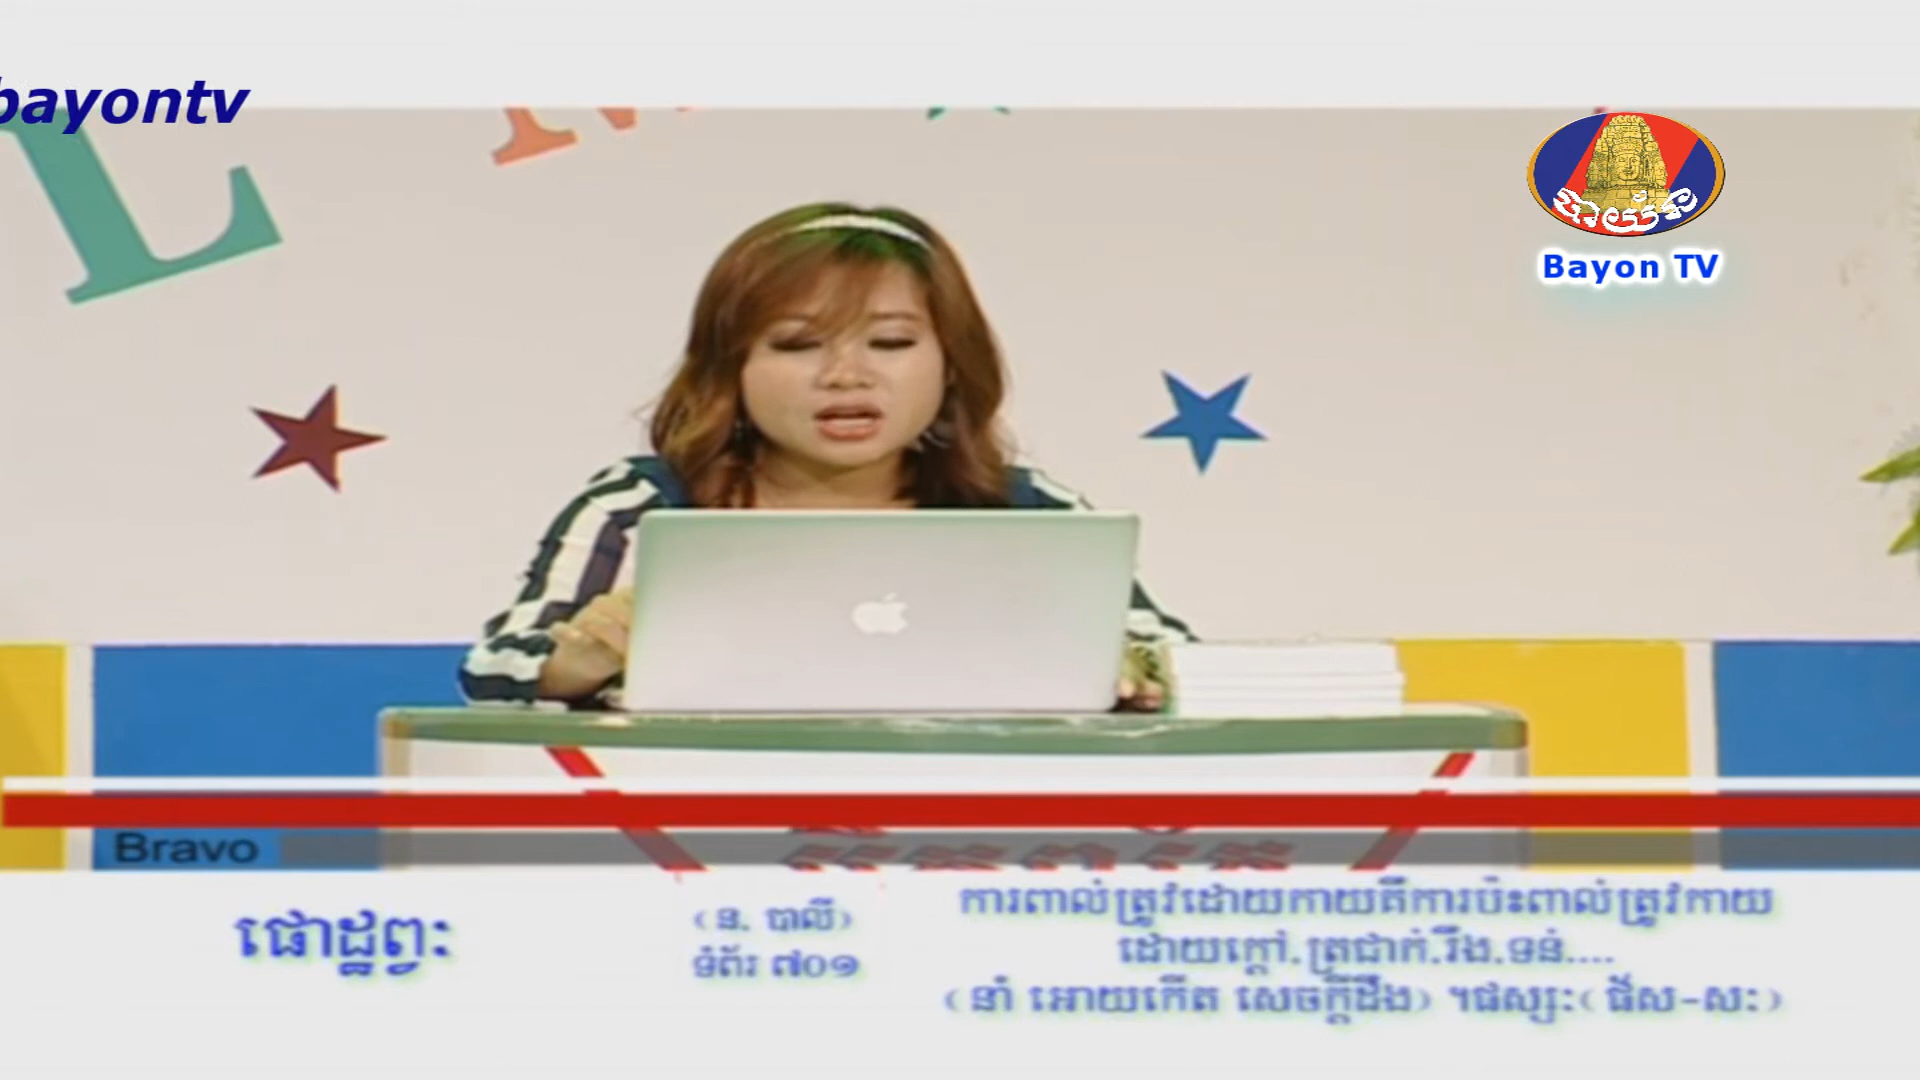 bayontv
L
បាយ័ន
Bayon TV
Bravo
ផោដ្ឋព្វៈ
(ន. បាលី)
ទំព័រ ៧០១
ការពាល់ត្រូវដោយកាយគឺការប៉ះពាល់ត្រូវកាយ
ដោយក្ដៅ.ត្រជាក់.រឹង.ទន់....
(នាំ អោយកើត សេចក្ដីដឹង) ។ផស្សៈ( ផ័ស-សៈ)